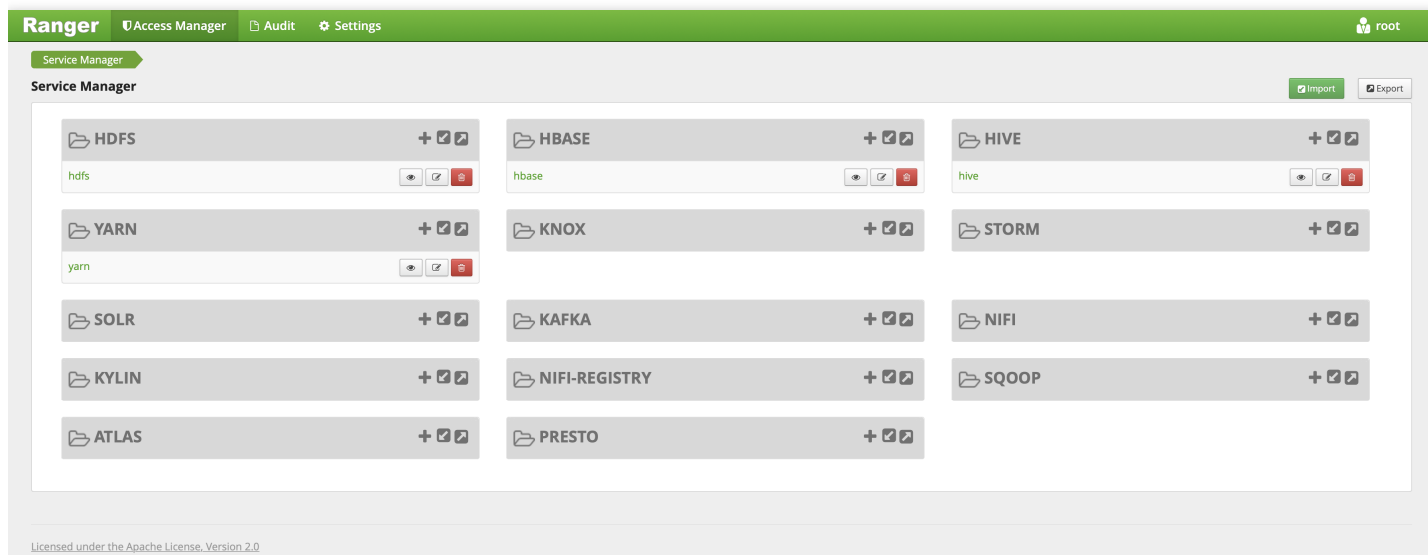 Ranger Access Manager Audit Settings root
Service Manager
Service Manager Import Export
HDFS HBASE HIVE
hdfs hbase hive
YARN KNOX STORM
yarn
SOLR KAFKA NIFI
KYLIN NIFI-REGISTRY SQOOP
ATLAS PRESTO
Licensed under the Apache License, Version 2.0